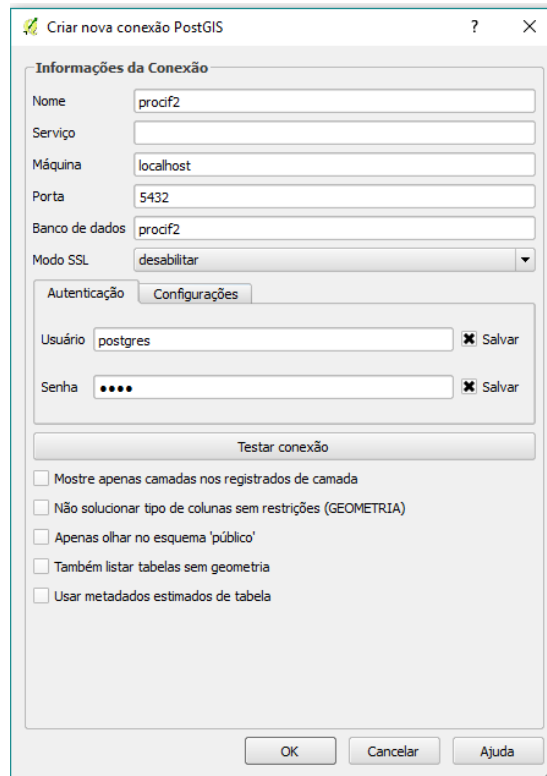 Criar nova conexão PostGIS ?
Informações da Conexão
Nome procif2
Serviço
Máquina localhost
Porta 5432
Banco de dados procif2
Modo SSL desabilitar
Autenticação Configurações
Usuário postgres Salvar
Senha •••• Salvar
Testar conexão
Mostre apenas camadas nos registrados de camada
Não solucionar tipo de colunas sem restrições (GEOMETRIA)
Apenas olhar no esquema 'público'
Também listar tabelas sem geometria
Usar metadados estimados de tabela
OK Cancelar Ajuda